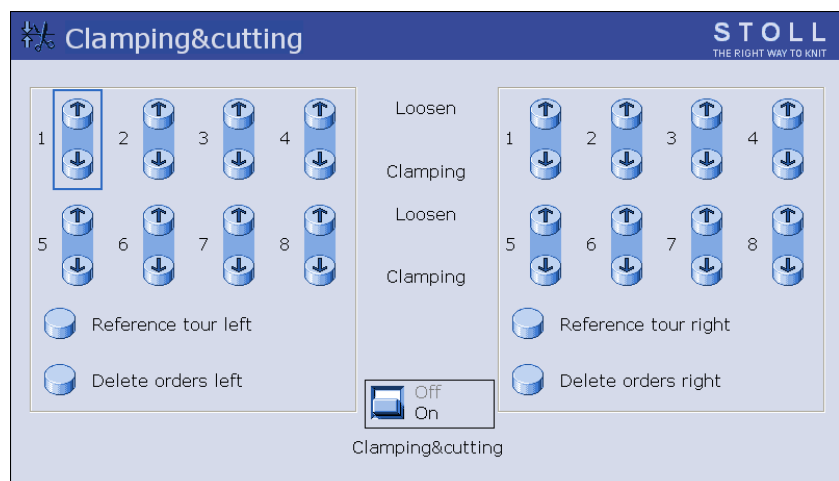 Clamping&cutting
STOLL
THE RIGHT WAY TO KNIT
1 2 3 4
Loosen
Clamping
5 6 7 8
Loosen
Clamping
1 2 3 4
5 6 7 8
Reference tour left
Delete orders left
Reference tour right
Delete orders right
Off
On
Clamping&cutting